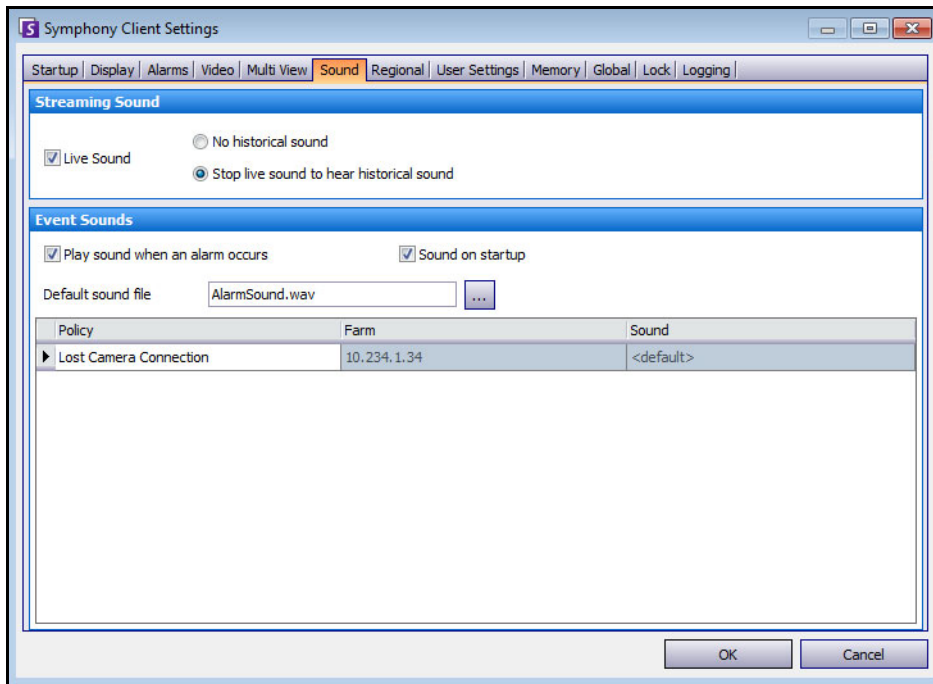 Symphony Client Settings
Startup Display Alarms Video Multi View Sound Regional User Settings Memory Global Lock Logging
Streaming Sound
Live Sound
No historical sound
Stop live sound to hear historical sound
Event Sounds
Play sound when an alarm occurs Sound on startup
Default sound file AlarmSound.wav ...
Policy Farm Sound
Lost Camera Connection 10.234.1.34 <default>
OK Cancel